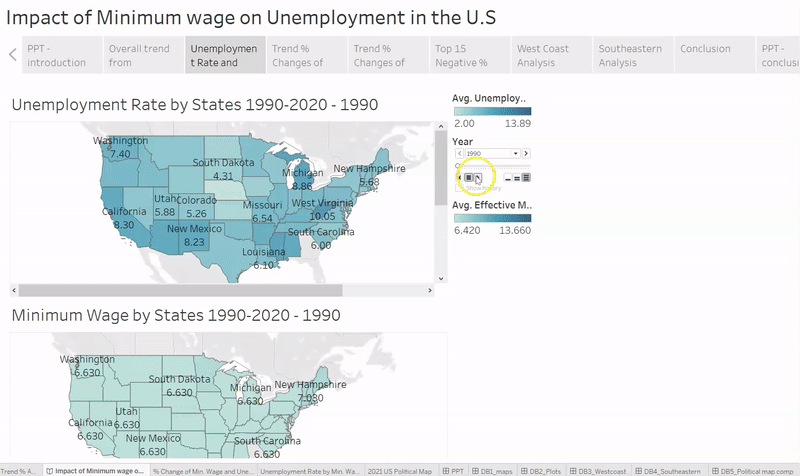 Impact of Minimum wage on Unemployment in the U.S
PPT -
introduction
Overall trend
from
Unemploymen
t Rate and
Trend %
Changes of
Trend %
Changes of
Top 15
Negative %
West Coast
Analysis
Southeastern
Analysis
Conclusion
PPT -
conclusi
Unemployment Rate by States 1990-2020 - 1990
Washington
7.40
South Dakota
4.31
Michigan
8.86
New Hampshire
5.68
Utah
5.88
Colorado
5.26
Missouri
6.54
West Virginia
10.05
California
8.30
New Mexico
8.23
South Carolina
6.00
Louisiana
6.10
Avg. Unemploy..
2.00 13.89
Year
1990
Show history
Avg. Effective M..
6.420 13.660
Minimum Wage by States 1990-2020 - 1990
Washington
6.630
South Dakota
6.630
Michigan
6.630
New Hampshire
7.030
Utah
6.630
California
6.630
New Mexico
6.630
South Carolina
6.630
Trend % A...
Impact of Minimum wage o...
% Change of Min. Wage and Une...
Unemployment Rate by Min. Wa...
2021 US Political Map
PPT
DB1_maps
DB2_Plots
DB3_Westcoast
DB4_Southeastern
DB5_Political map comp